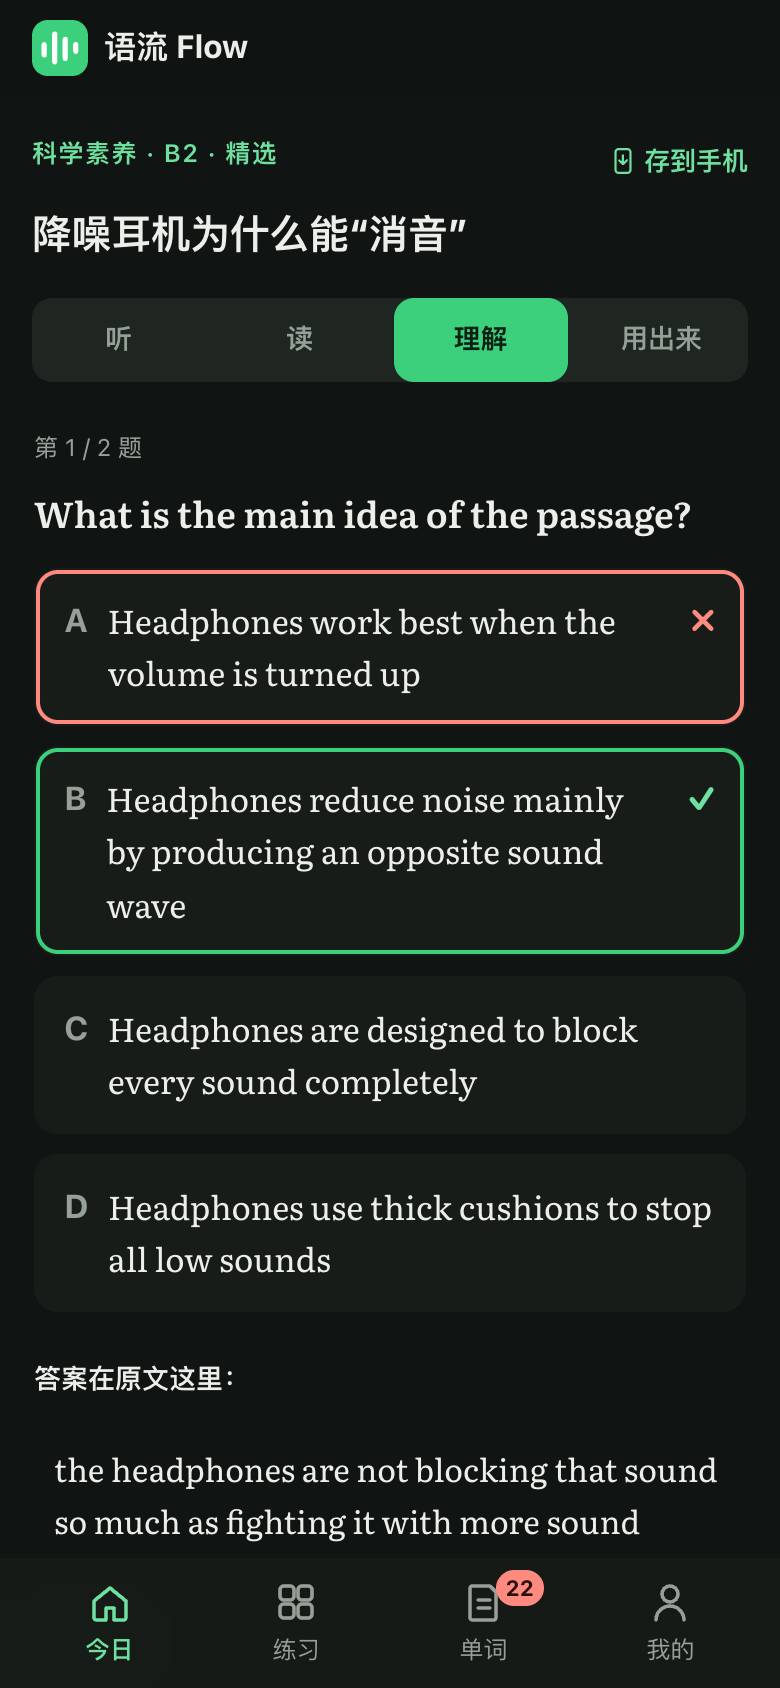 语流 Flow
科学素养 · B2 · 精选
存到手机
降噪耳机为什么能“消音”
听
读
理解
用出来
第 1 / 2 题
What is the main idea of the passage?
A Headphones work best when the
volume is turned up
B Headphones reduce noise mainly
by producing an opposite sound
wave
C Headphones are designed to block
every sound completely
D Headphones use thick cushions to stop
all low sounds
答案在原文这里：
the headphones are not blocking that sound
so much as fighting it with more sound
22
今日
练习
单词
我的